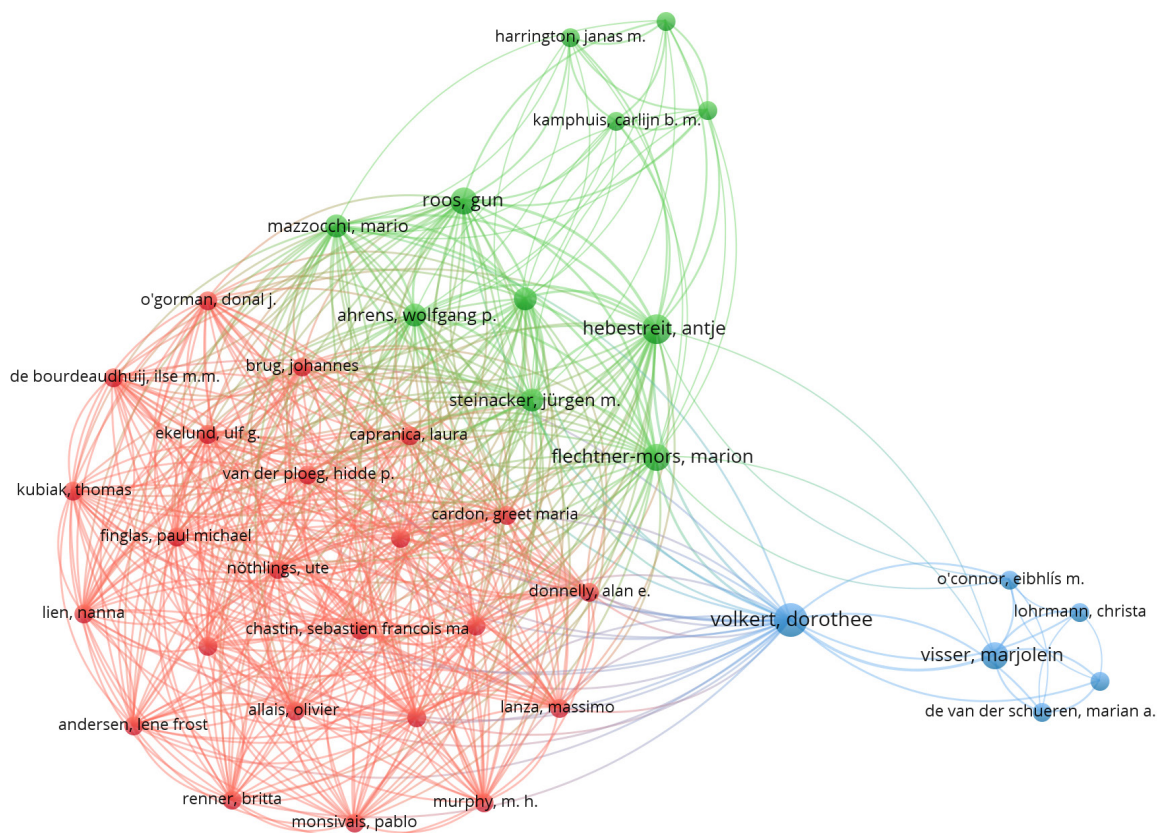 harrington, janas m.
kamphuis, carlijn b. m.
roos, gun
mazzocchi, mario
o'gorman, donal j.
ahrens, wolfgang p.
hebestreit, antje
brug, johannes
de bourdeaudhuij, ilse m.m.
steinacker, jürgen m.
ekelund, ulf g.
capranica, laura
flechtner-mors, marion
van der ploeg, hidde p.
kubiak, thomas
cardon, greet maria
finglas, paul michael
nöthlings, ute
o'connor, eibhlís m.
donnelly, alan e.
lien, nanna
lohrmann, christa
volkert, dorothee
chastin, sebastien francois ma
visser, marjolein
lanza, massimo
allais, olivier
de van der schueren, marian a.
andersen, lene frost
renner, britta
murphy, m. h.
monsivais, pablo